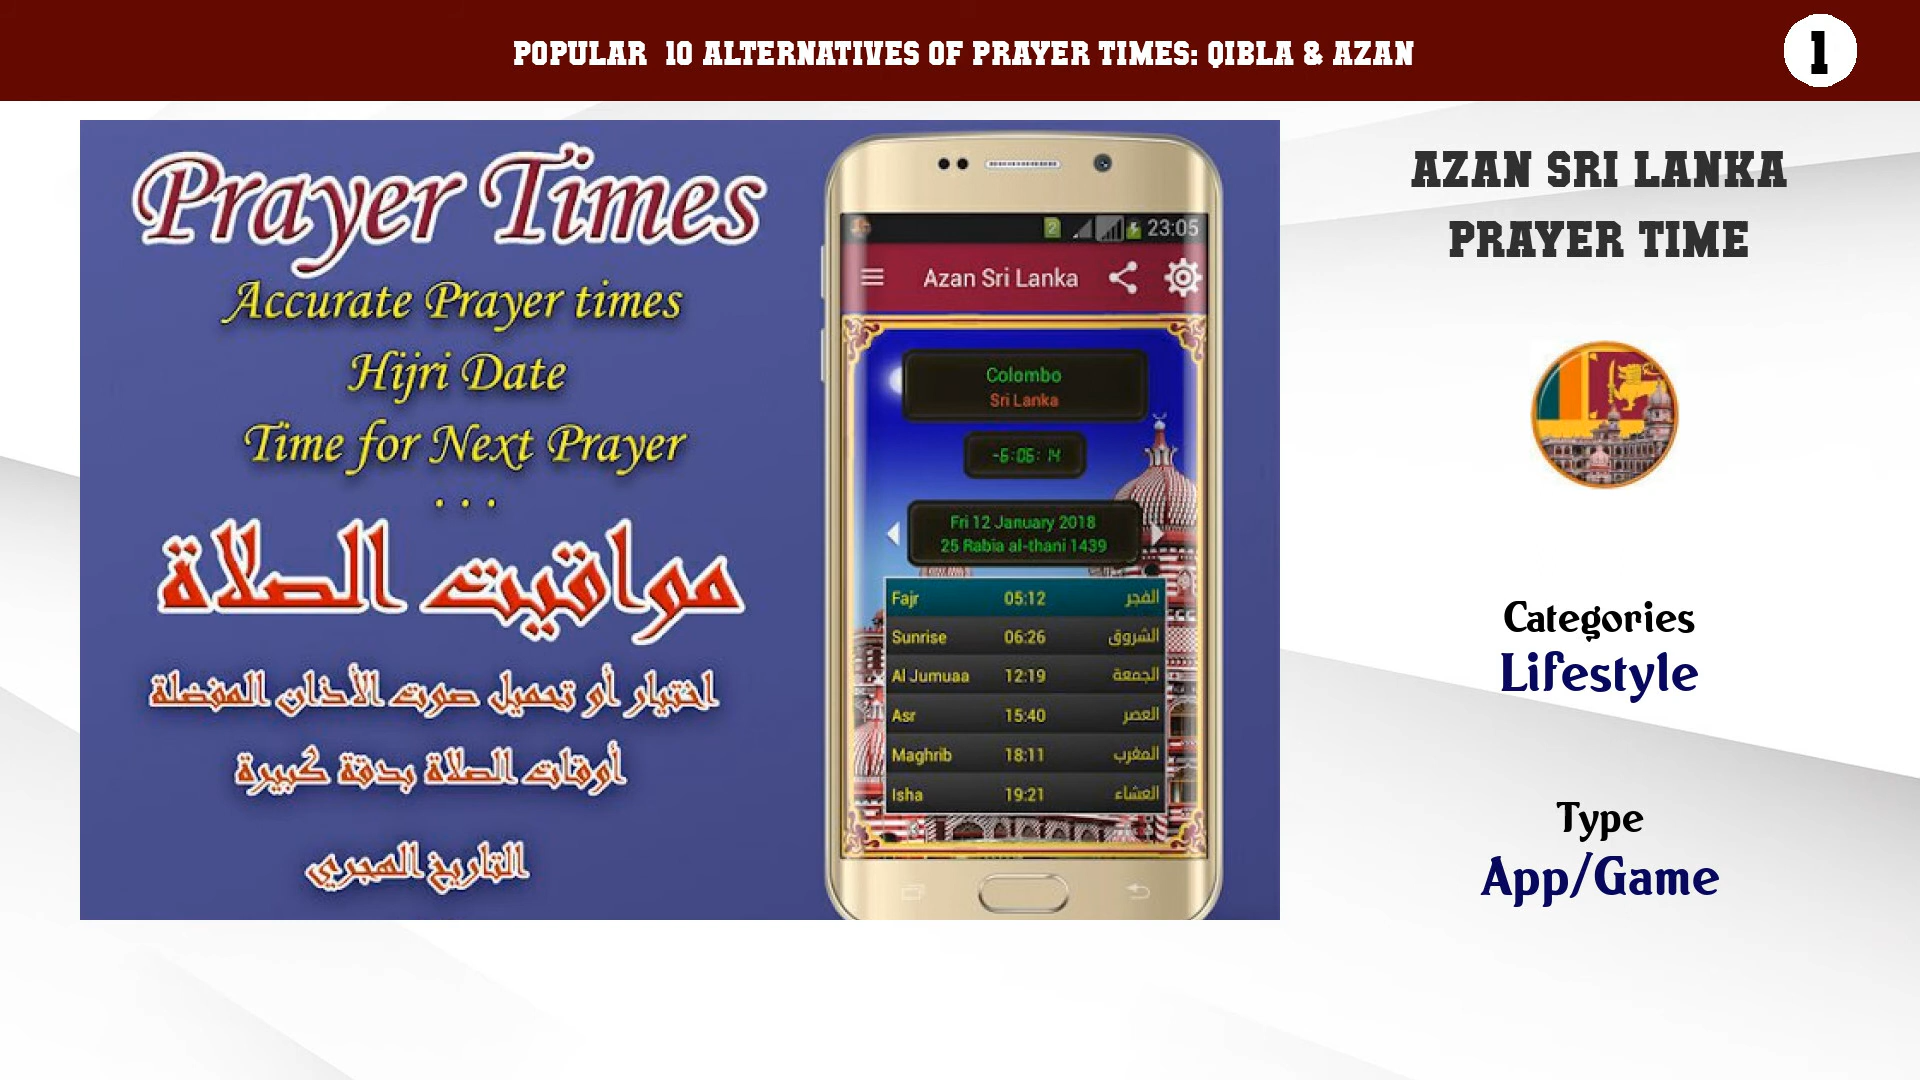 POPULAR 10 ALTERNATIVES OF PRAYER TIMES: QIBLA & AZAN
1
Prayer Times
Accurate Prayer times
Hijri Date
Time for Next Prayer
...
مواقيت الصلاة
اختيار أو تحميل صوت الأذان المفضلة
أوقات الصلاة بدقة كبيرة
التاريخ الهجري
2 23:05
Azan Sri Lanka
Colombo
Sri Lanka
-6:06:14
Fri 12 January 2018
25 Rabia al-thani 1439
Fajr 05:12 الفجر
Sunrise 06:26 الشروق
Al Jumuaa 12:19 الجمعة
Asr 15:40 العصر
Maghrib 18:11 المغرب
Isha 19:21 العشاء
AZAN SRI LANKA
PRAYER TIME
Categories
Lifestyle
Type
App/Game